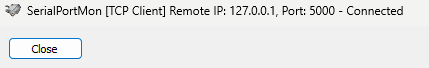 SerialPortMon [TCP Client] Remote IP: 127.0.0.1, Port: 5000 - Connected
Close